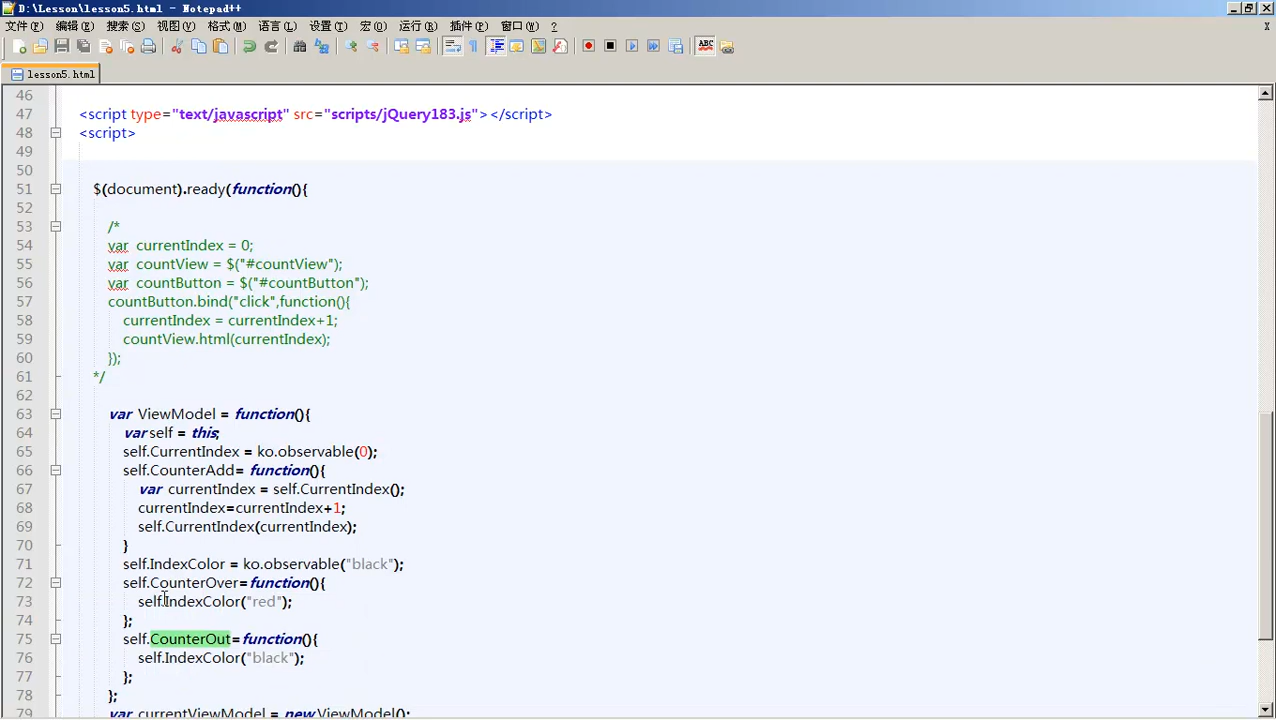 D:\Lesson\lesson5.html - Notepad++
文件(F) 编辑(E) 搜索(S) 视图(V) 格式(M) 语言(L) 设置(T) 宏(O) 运行(R) 插件(P) 窗口(W) ? X
lesson5.html
46
47 <script type="text/javascript" src="scripts/jQuery183.js"></script>
48 <script>
49
50
51 $(document).ready(function(){
52
53 /*
54 var currentIndex = 0;
55 var countView = $("#countView");
56 var countButton = $("#countButton");
57 countButton.bind("click",function(){
58 currentIndex = currentIndex+1;
59 countView.html(currentIndex);
60 });
61 */
62
63 var ViewModel = function(){
64 var self = this;
65 self.CurrentIndex = ko.observable(0);
66 self.CounterAdd= function(){
67 var currentIndex = self.CurrentIndex();
68 currentIndex=currentIndex+1;
69 self.CurrentIndex(currentIndex);
70 }
71 self.IndexColor = ko.observable("black");
72 self.CounterOver=function(){
73 self.IndexColor("red");
74 };
75 self.CounterOut=function(){
76 self.IndexColor("black");
77 };
78 };
79 var currentViewModel = new ViewModel();